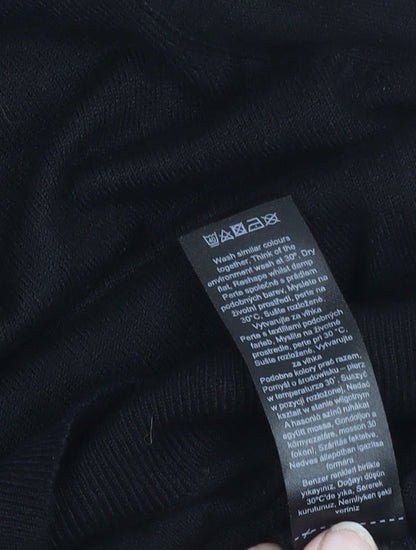 40
Wash similar colours
together. Think of the
environment wash at 30°. Dry
flat. Reshape whilst damp
Perte společně s prádlem
podobných barev. Myslete na
životní prostředí, perte na
30°C, Sušte rozložené
Vytvarujte za vlhka
Perte s textíliami podobných
farieb. Myslite na životné
prostredie, perte pri 30°.
Sušte rozložené. Vytvarujte
za vlhka
Podobne kolory prać razem.
Pomyśl o środowisku – pierz
w temperaturze 30°. Suszyć
w pozycji rozłożonej. Nadać
kształt w stanie wilgotnym
A hasonló színű ruhákat
együtt mossa. Gondoljon a
környezetre, mosson 30
fokon. Szárítás fektetve.
Nedves állapotban igazítsa
formára
Benzer renkleri birlikte
yıkayınız. Doğayı düşün
30°C'de yıka. Sererek
kurutunuz. Nemliyken şekil
veriniz